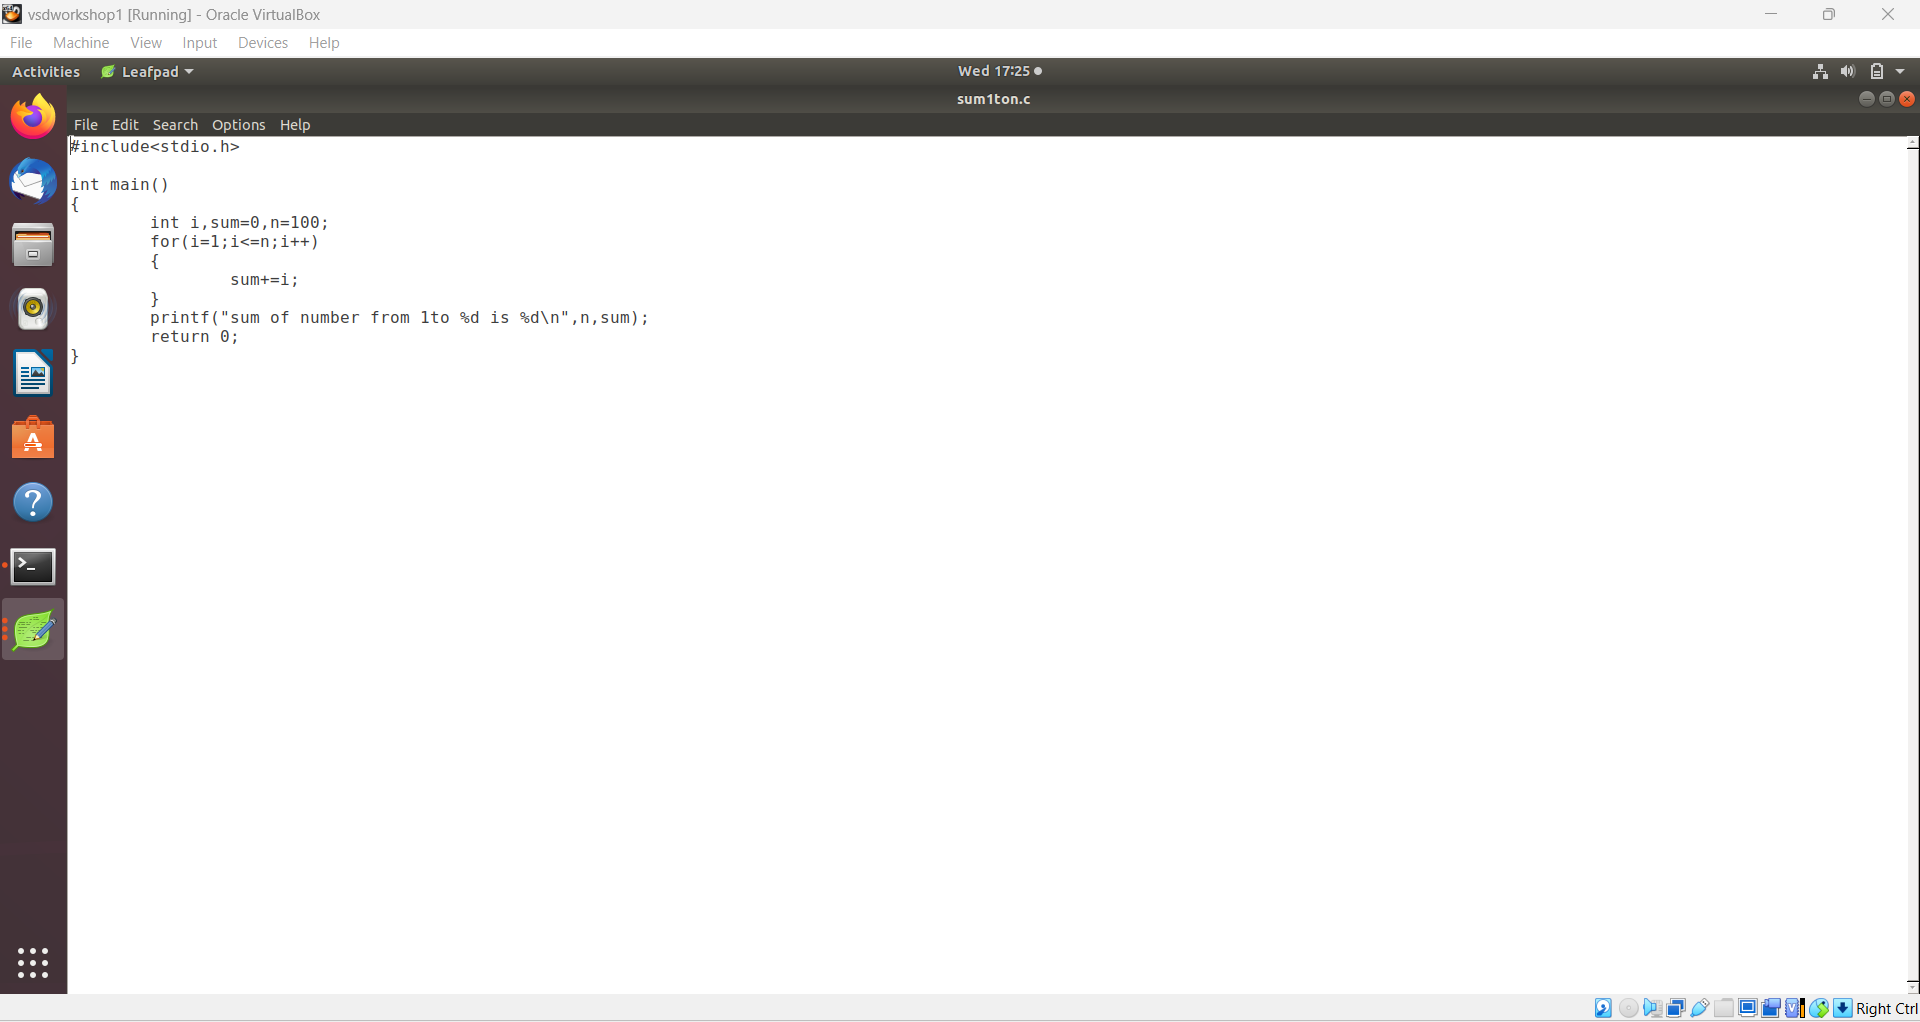 vsdworkshop1 [Running] - Oracle VirtualBox
File Machine View Input Devices Help
Activities Leafpad Wed 17:25
sum1ton.c
File Edit Search Options Help
#include<stdio.h>
int main()
{
int i,sum=0,n=100;
for(i=1;i<=n;i++)
{
sum+=i;
}
printf("sum of number from 1to %d is %d\n",n,sum);
return 0;
}
Right Ctrl